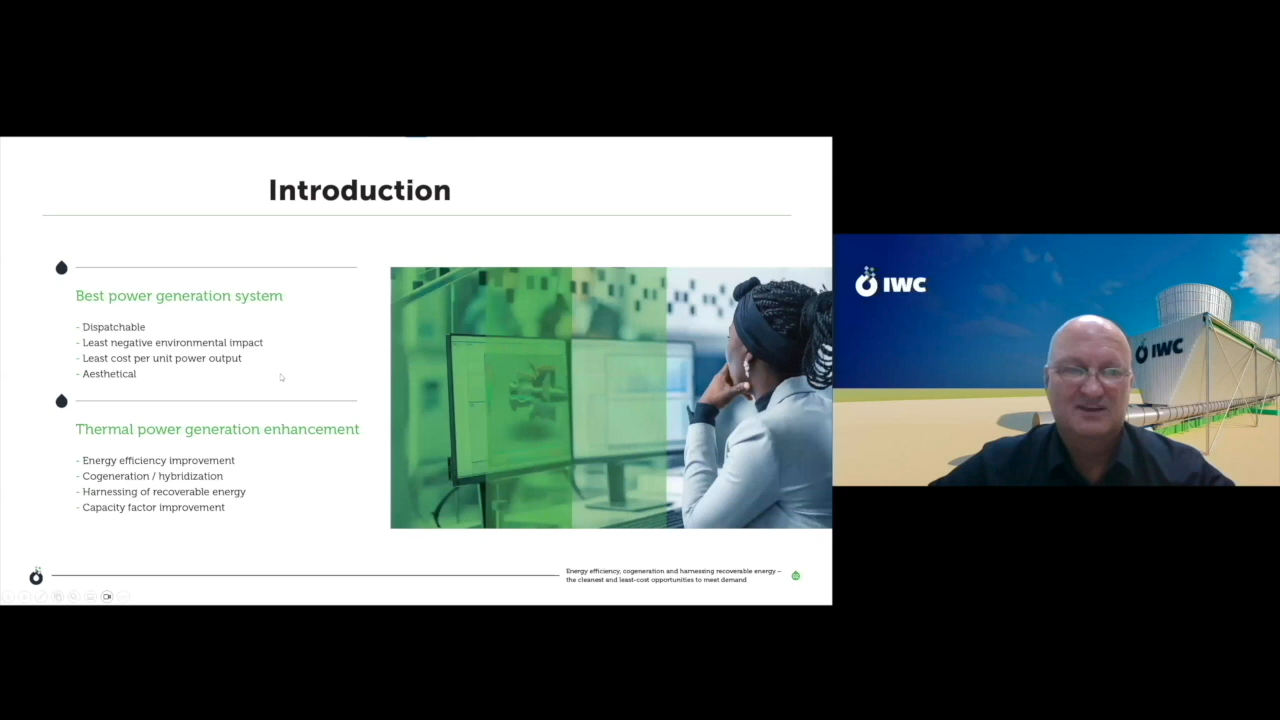 Introduction
Best power generation system
- Dispatchable
- Least negative environmental impact
- Least cost per unit power output
- Aesthetical
Thermal power generation enhancement
- Energy efficiency improvement
- Cogeneration / hybridization
- Harnessing of recoverable energy
- Capacity factor improvement
Energy efficiency, cogeneration and harnessing recoverable energy –
the cleanest and least-cost opportunities to meet demand
IWC
IWC